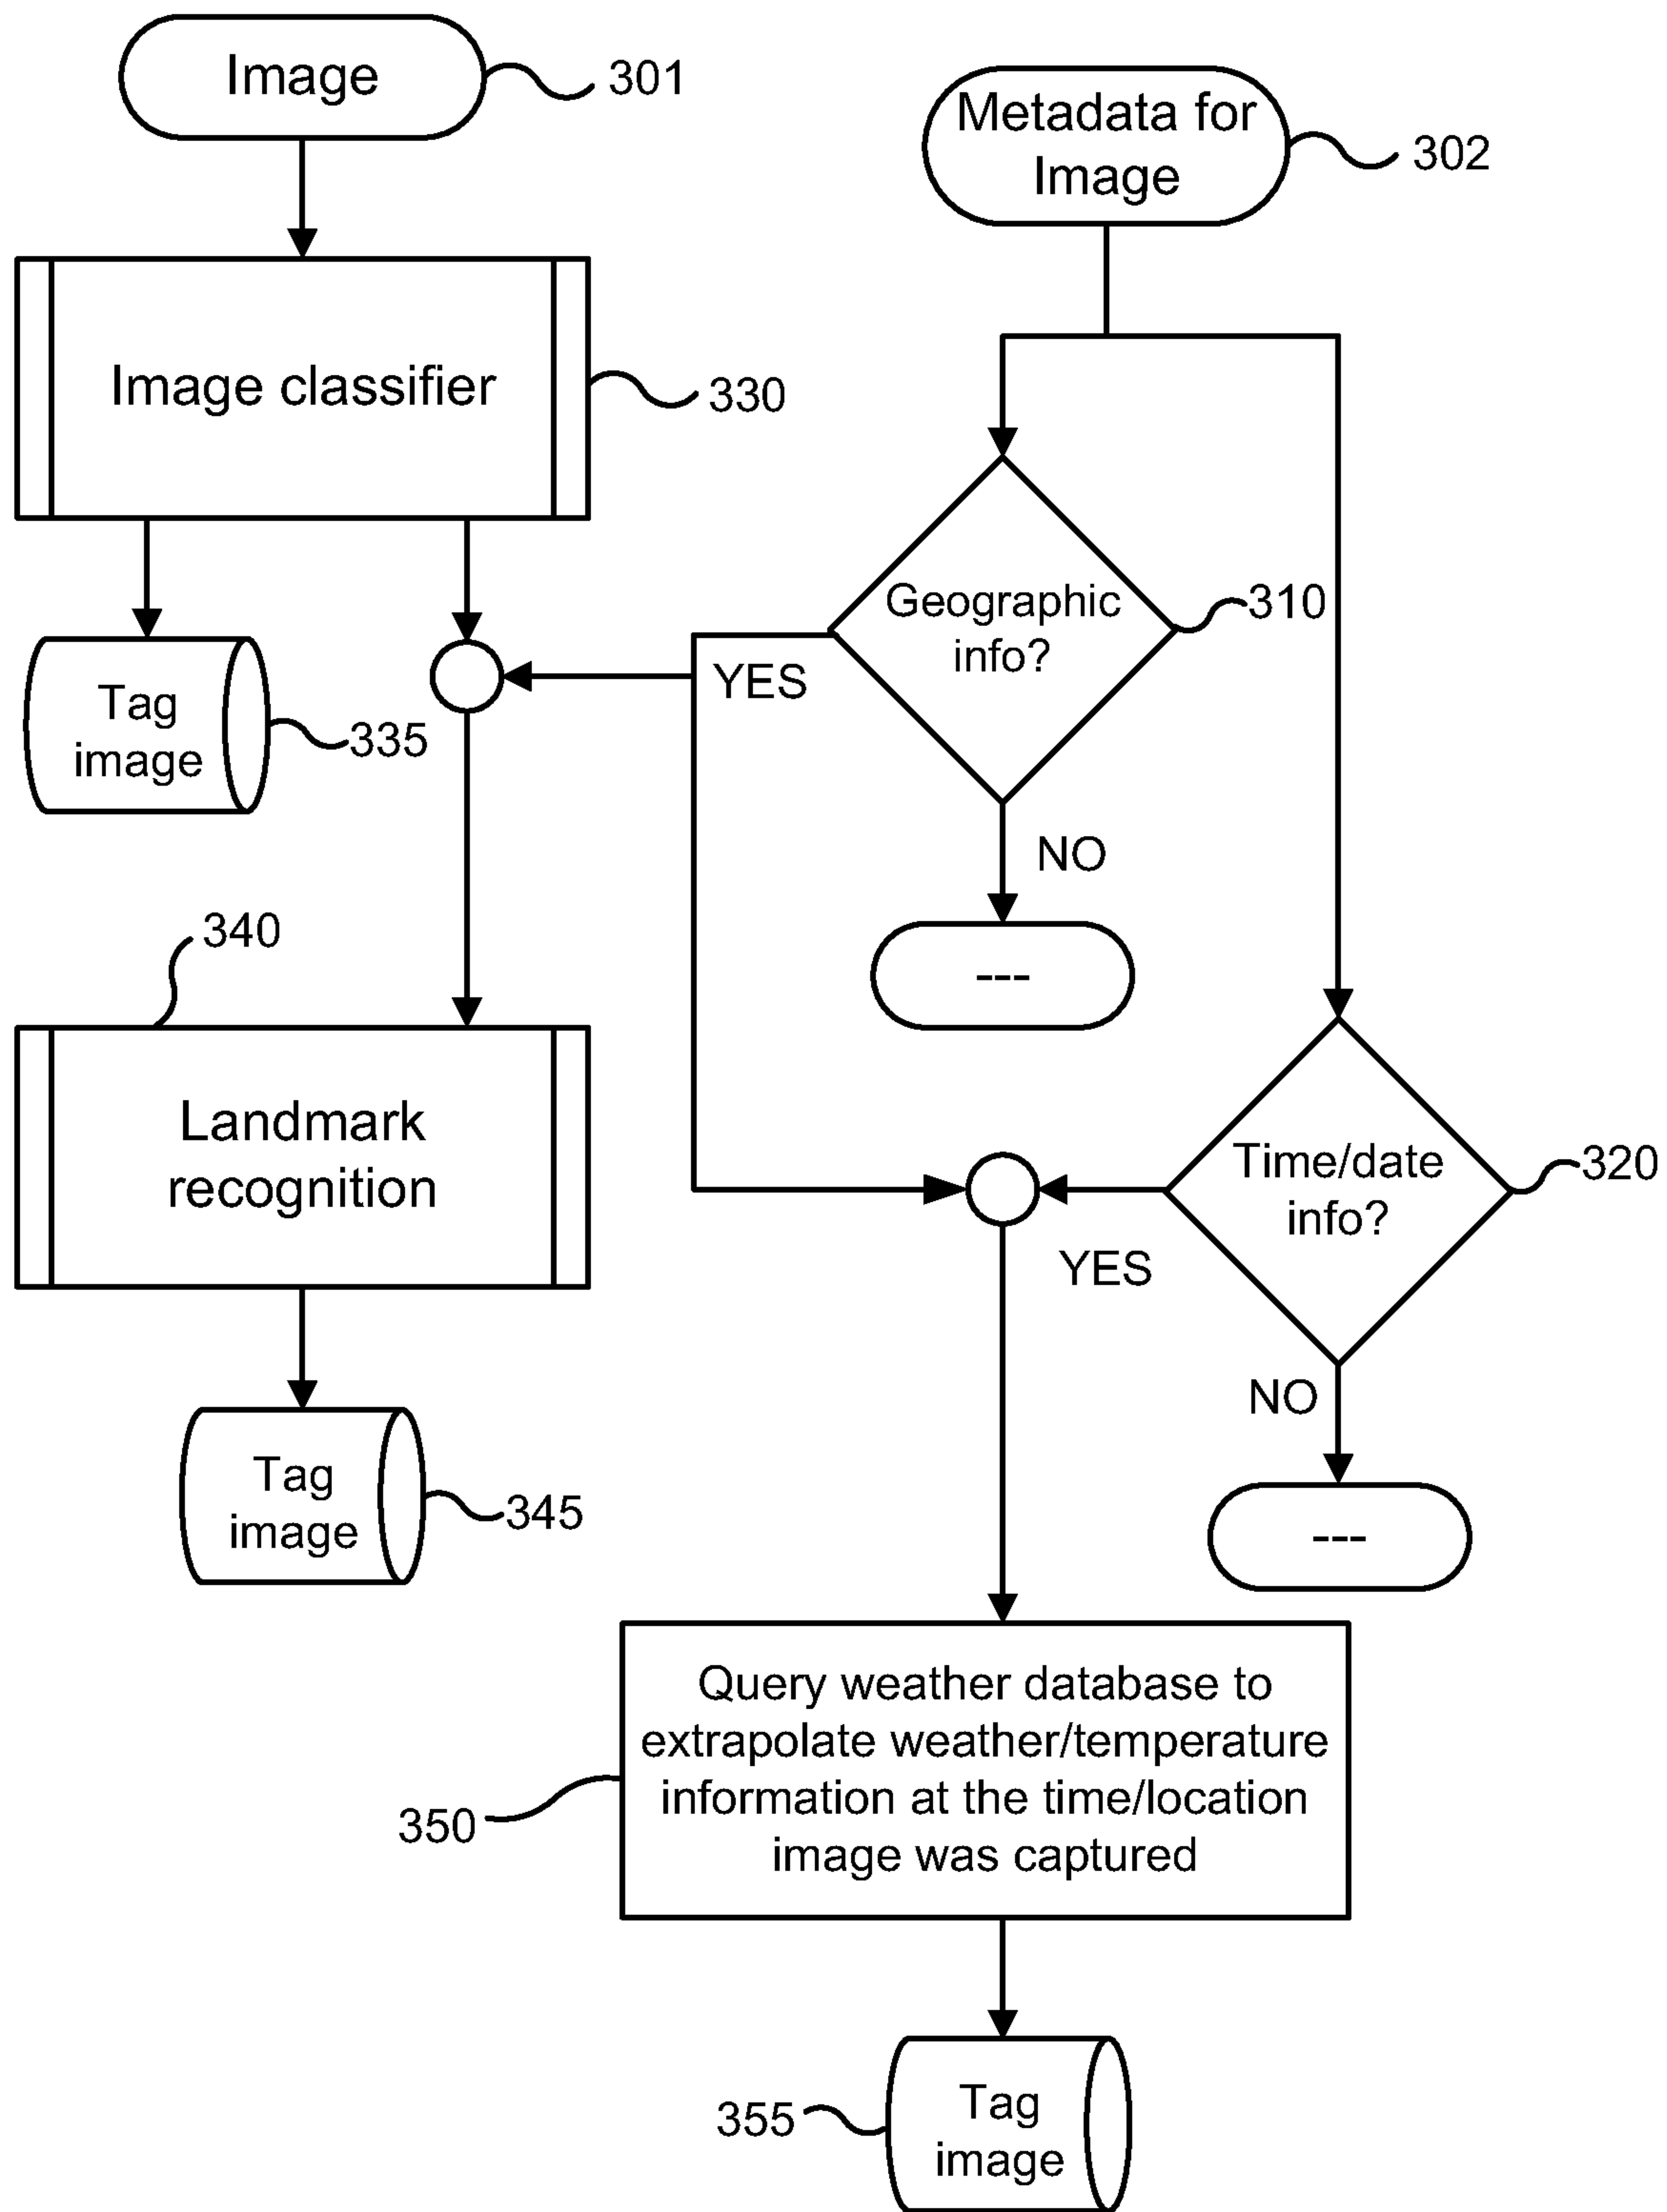 Image
301
Metadata for
Image
302
Image classifier
330
Geographic
info?
310
YES
Tag
image
335
NO
---
340
Landmark
recognition
Time/date
info?
320
YES
NO
---
Tag
image
345
Query weather database to
extrapolate weather/temperature
information at the time/location
image was captured
350
Tag
image
355